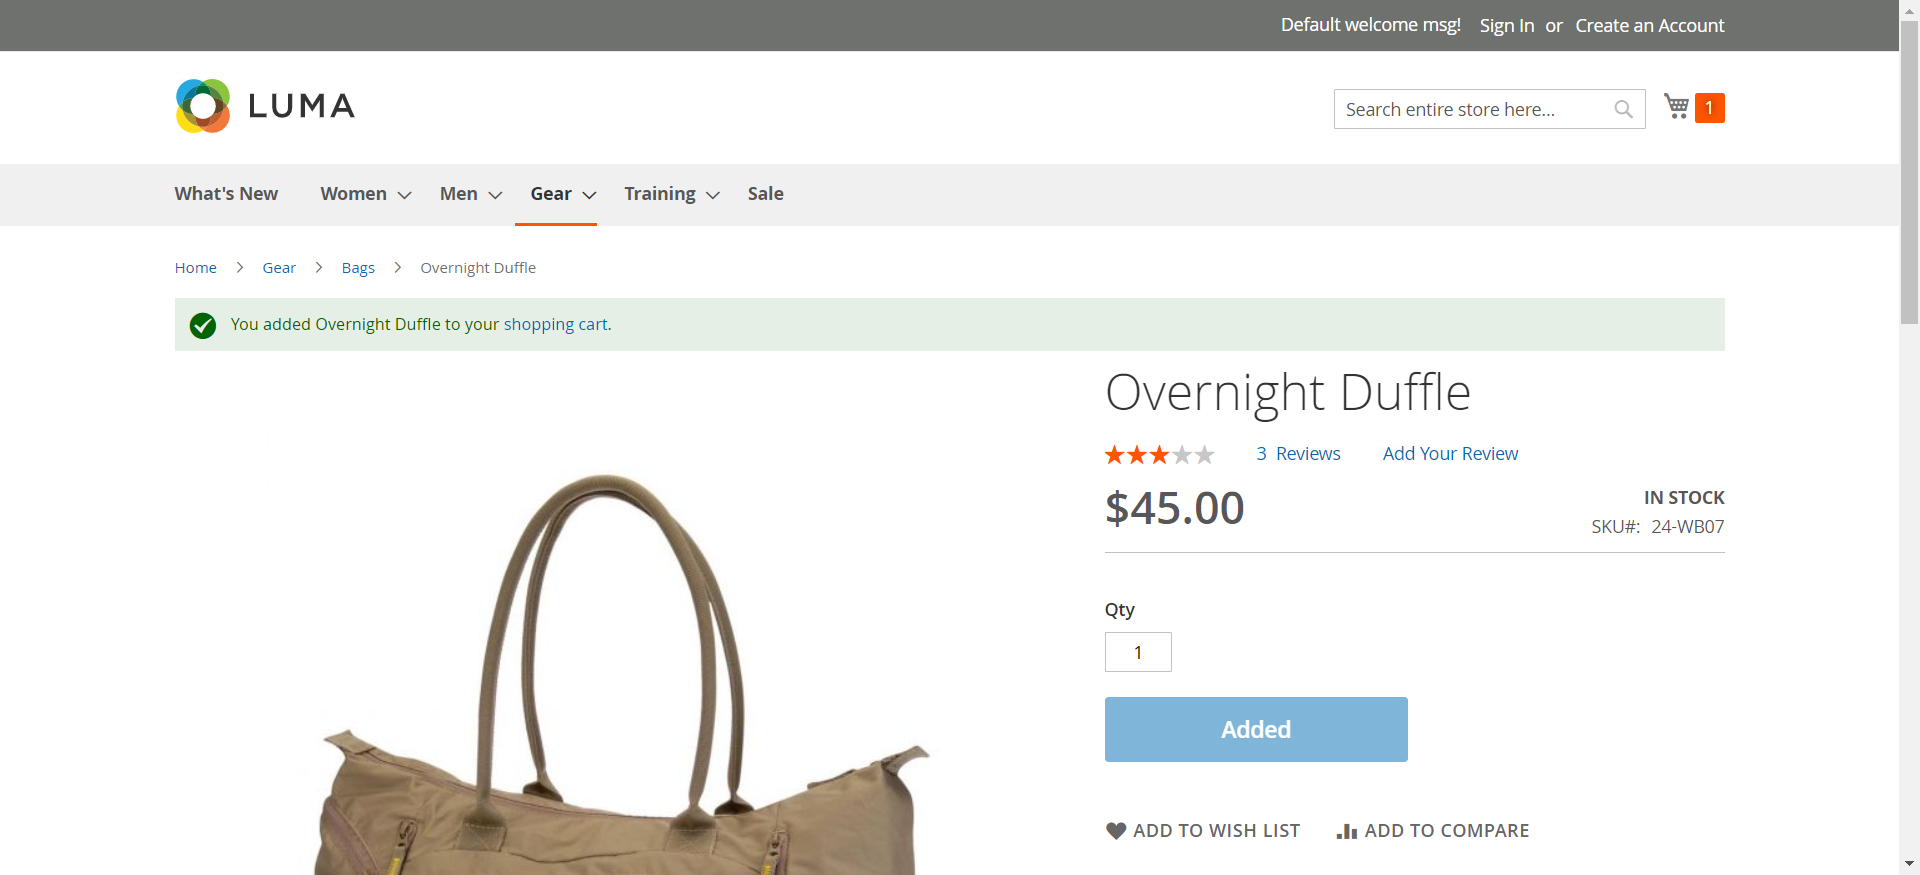 Default welcome msg! Sign In or Create an Account
LUMA
Search entire store here...
1
What's New Women Men Gear Training Sale
Home Gear Bags Overnight Duffle
You added Overnight Duffle to your shopping cart.
Overnight Duffle
3 Reviews Add Your Review
$45.00
IN STOCK
SKU#: 24-WB07
Qty
1
Added
ADD TO WISH LIST ADD TO COMPARE